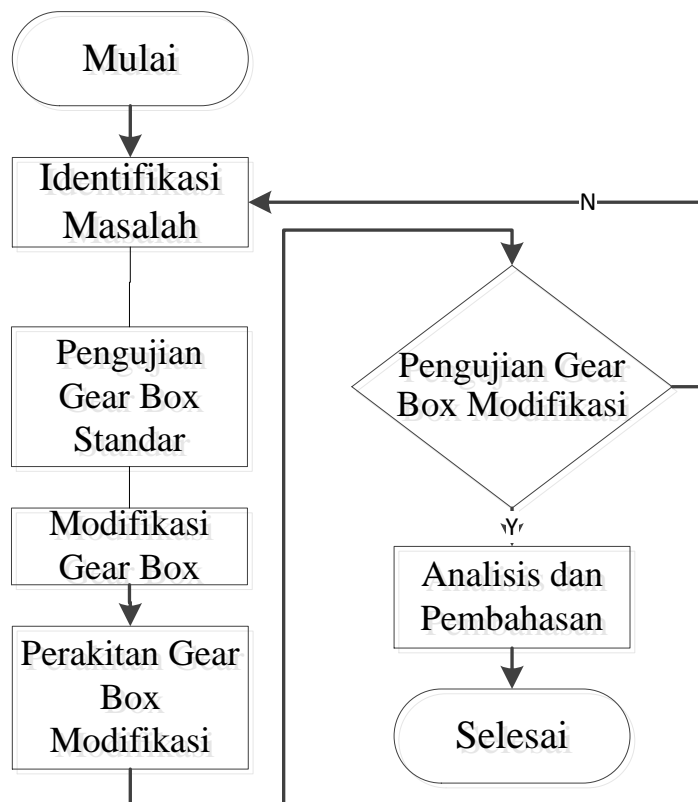 Mulai
Identifikasi
Masalah
Pengujian
Gear Box
Standar
Modifikasi
Gear Box
Perakitan Gear
Box
Modifikasi
N
Pengujian Gear
Box Modifikasi
Y
Analisis dan
Pembahasan
Selesai